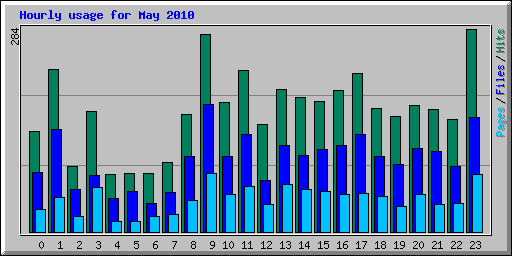 Hourly usage for May 2010
284
Pages / Files / Hits
0 1 2 3 4 5 6 7 8 9 10 11 12 13 14 15 16 17 18 19 20 21 22 23